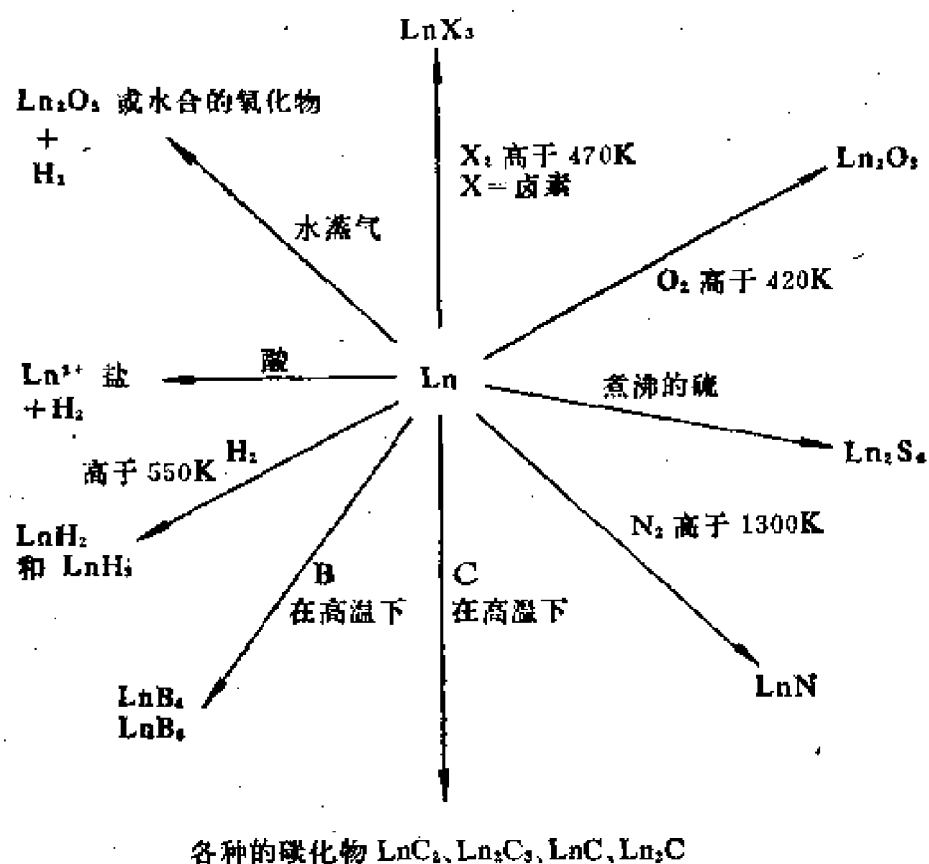 LnX₃
Ln₂O₃ 或水合的氧化物
+
H₂
X₂ 高于 470K
X=卤素
Ln₂O₃
水蒸气
O₂ 高于 420K
酸
Ln
Ln³⁺ 盐
+H₂
煮沸的硫
Ln₂S₃
H₂
高于 550K
N₂ 高于 1300K
LnH₂
和 LnH₃
B
在高温下
C
在高温下
LnN
LnB₄
LnB₆
各种的碳化物 LnC₂、Ln₂C₃、LnC、Ln₂C